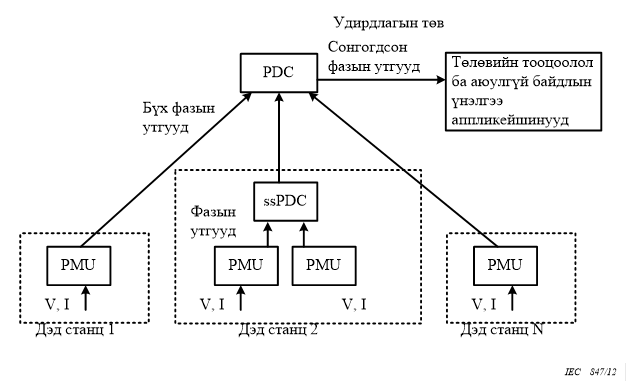 Удирдлагын төв
Сонгогдсон
фазын утгууд
PDC
Төлөвийн тооцоолол
ба аюулгүй байдлын
үнэлгээ
аппликейшинууд
Бүх фазын
утгууд
ssPDC
Фазын
утгууд
PMU
PMU
PMU
PMU
V, I
V, I
V, I
V, I
Дэд станц 1
Дэд станц 2
Дэд станц N
IEC 847/12